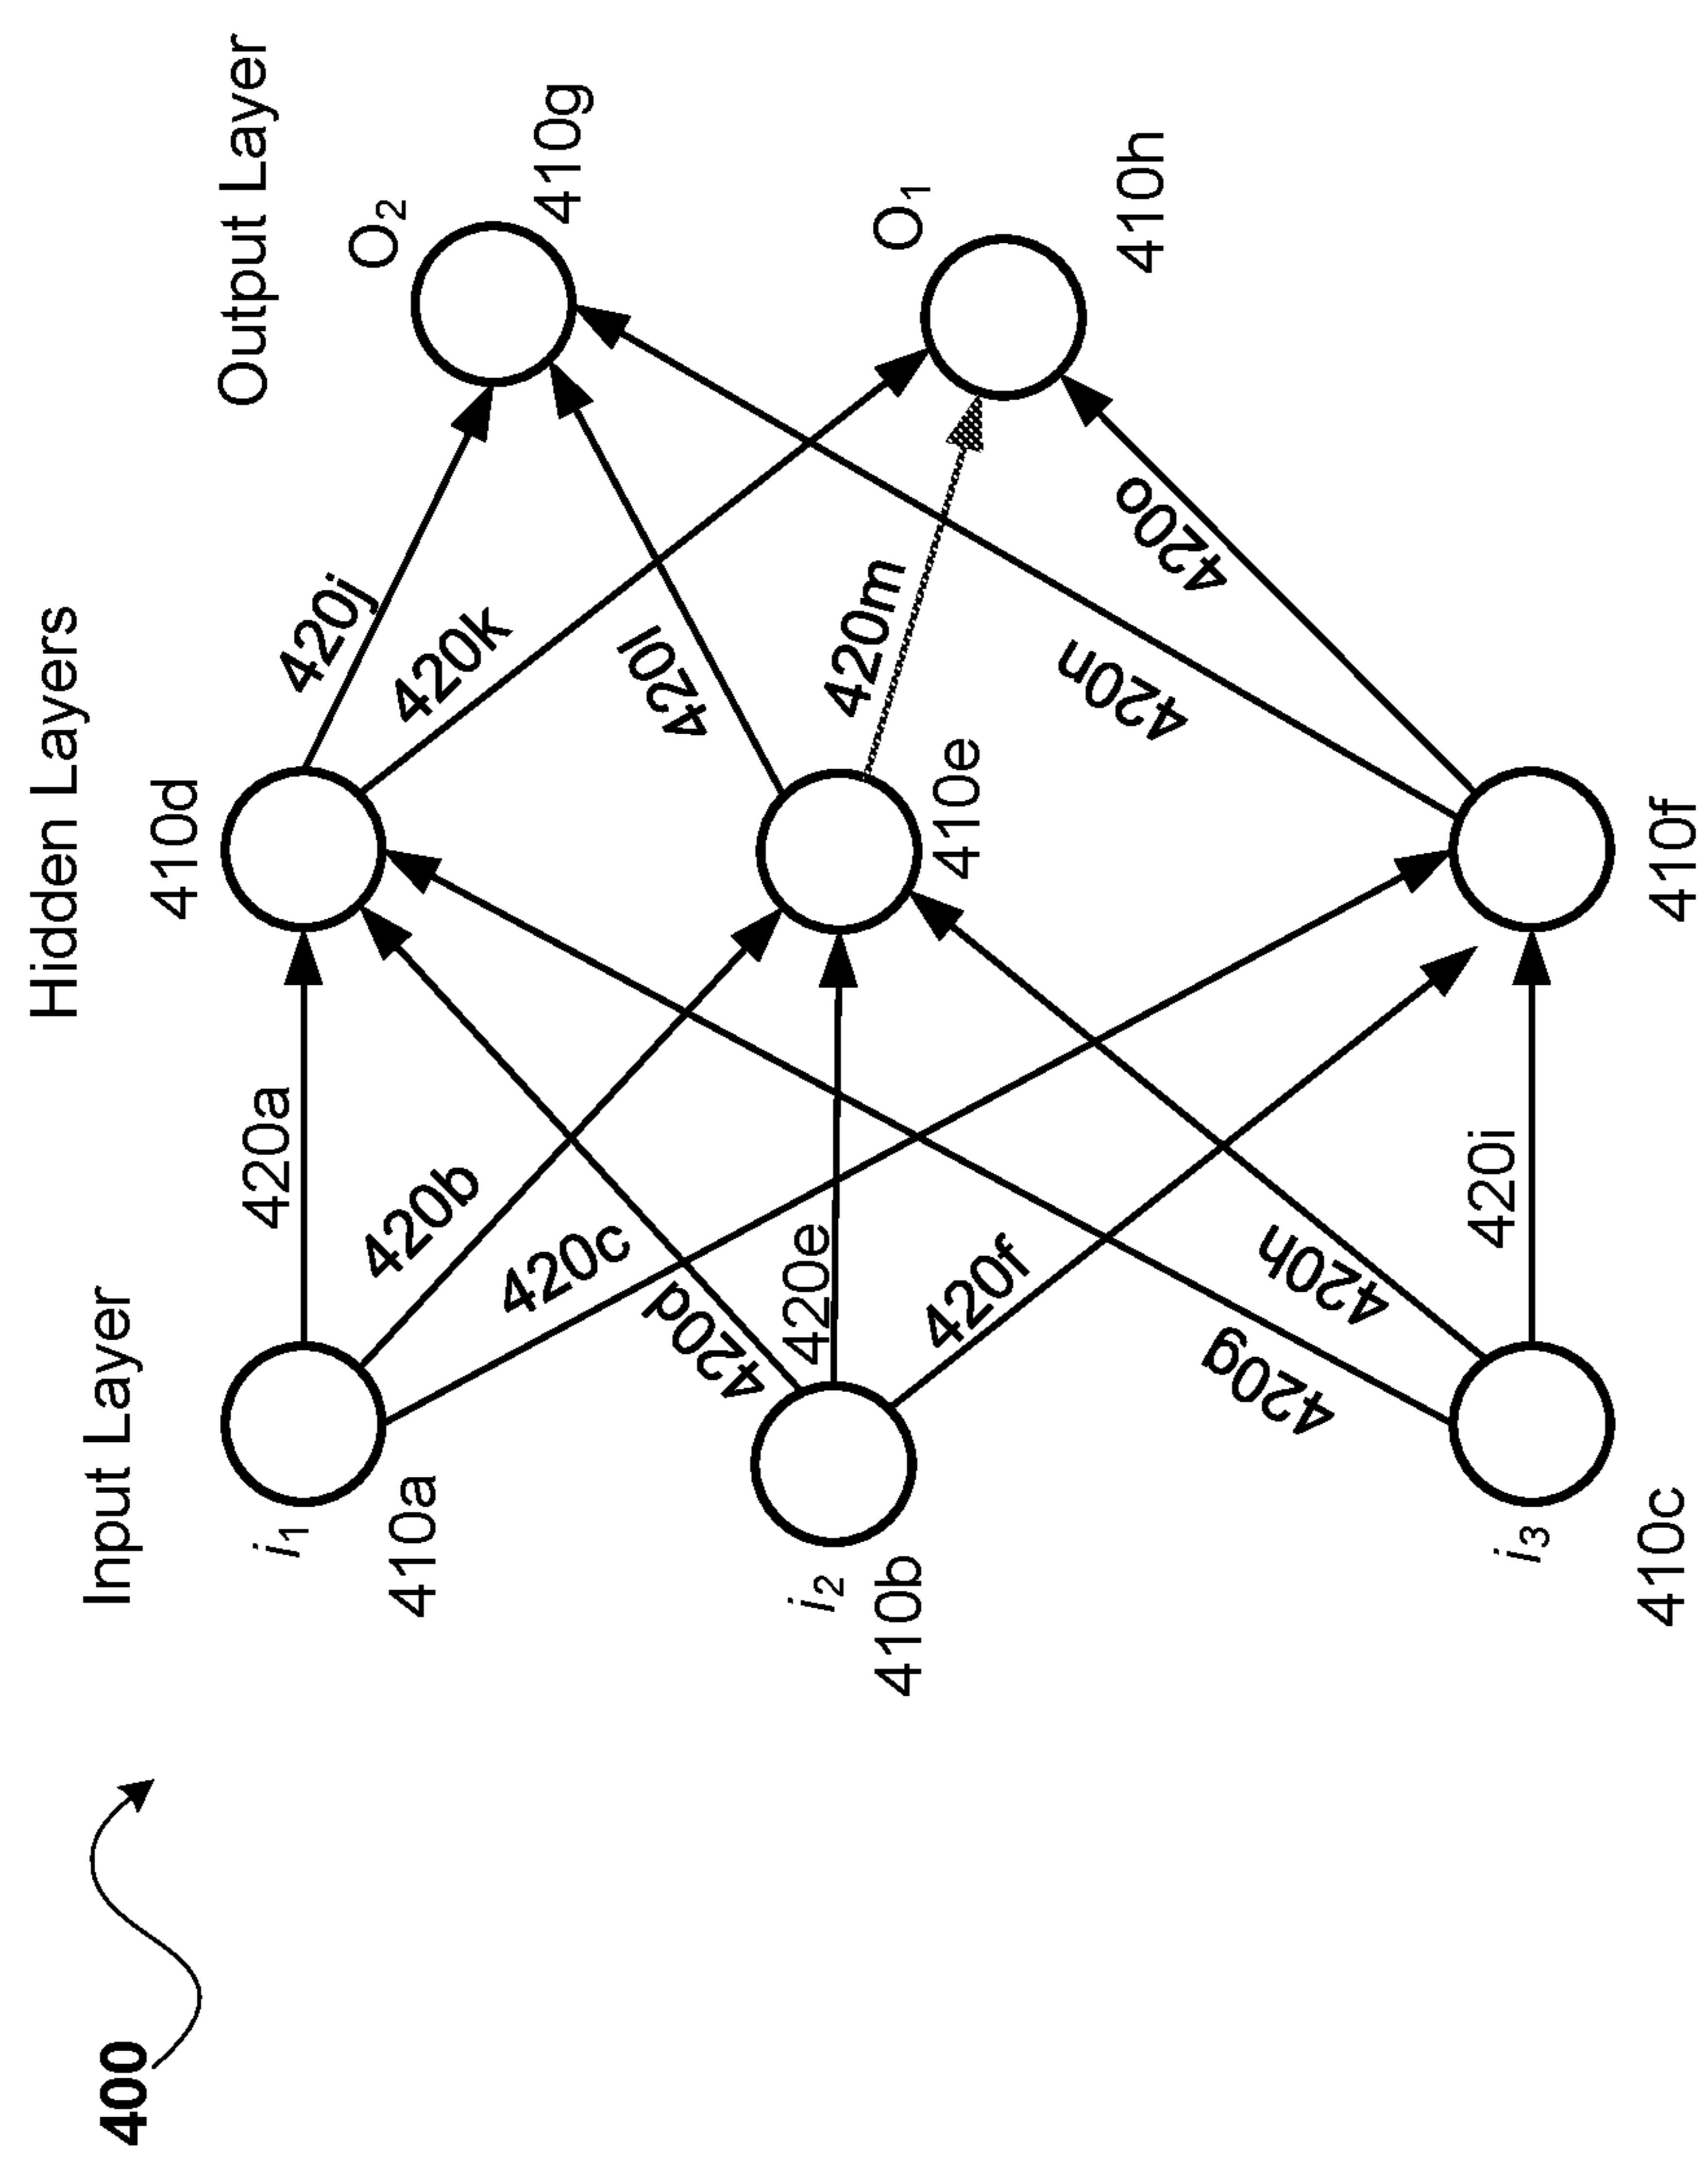 400
Input Layer
Hidden Layers
Output Layer
i1
410a
i2
410b
i3
410c
420a
420b
420c
420d
420e
420f
420g
420h
420i
410d
410e
410f
420j
420k
420l
420m
420n
420o
O2
410g
O1
410h